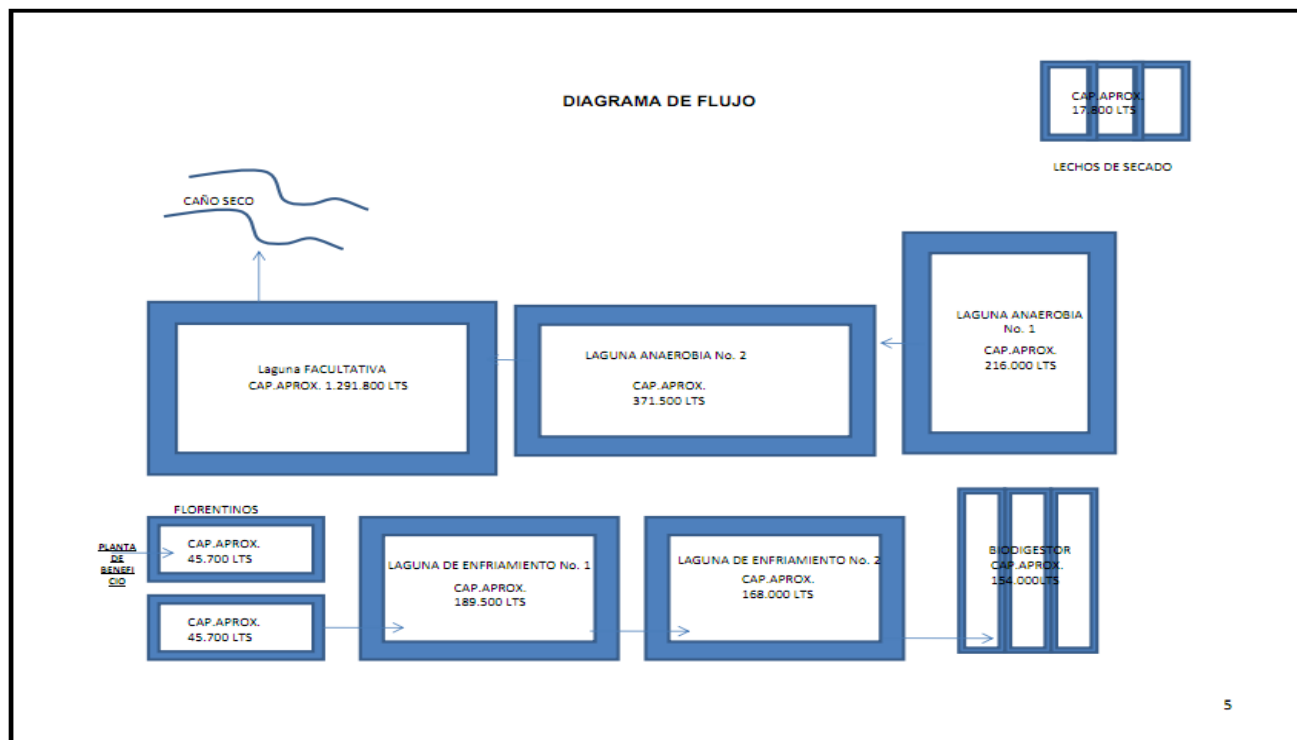 DIAGRAMA DE FLUJO
CAP.APROX.
17.800 LTS
LECHOS DE SECADO
CAÑO SECO
LAGUNA ANAEROBIA
No. 1
CAP.APROX.
216.000 LTS
LAGUNA ANAEROBIA No. 2
CAP.APROX.
371.500 LTS
Laguna FACULTATIVA
CAP.APROX. 1.291.800 LTS
FLORENTINOS
PLANTA
DE
BENEFI
CIO
CAP.APROX.
45.700 LTS
CAP.APROX.
45.700 LTS
LAGUNA DE ENFRIAMIENTO No. 1
CAP.APROX.
189.500 LTS
LAGUNA DE ENFRIAMIENTO No. 2
CAP.APROX.
168.000 LTS
BIODIGESTOR
CAP.APROX.
154.000LTS
5